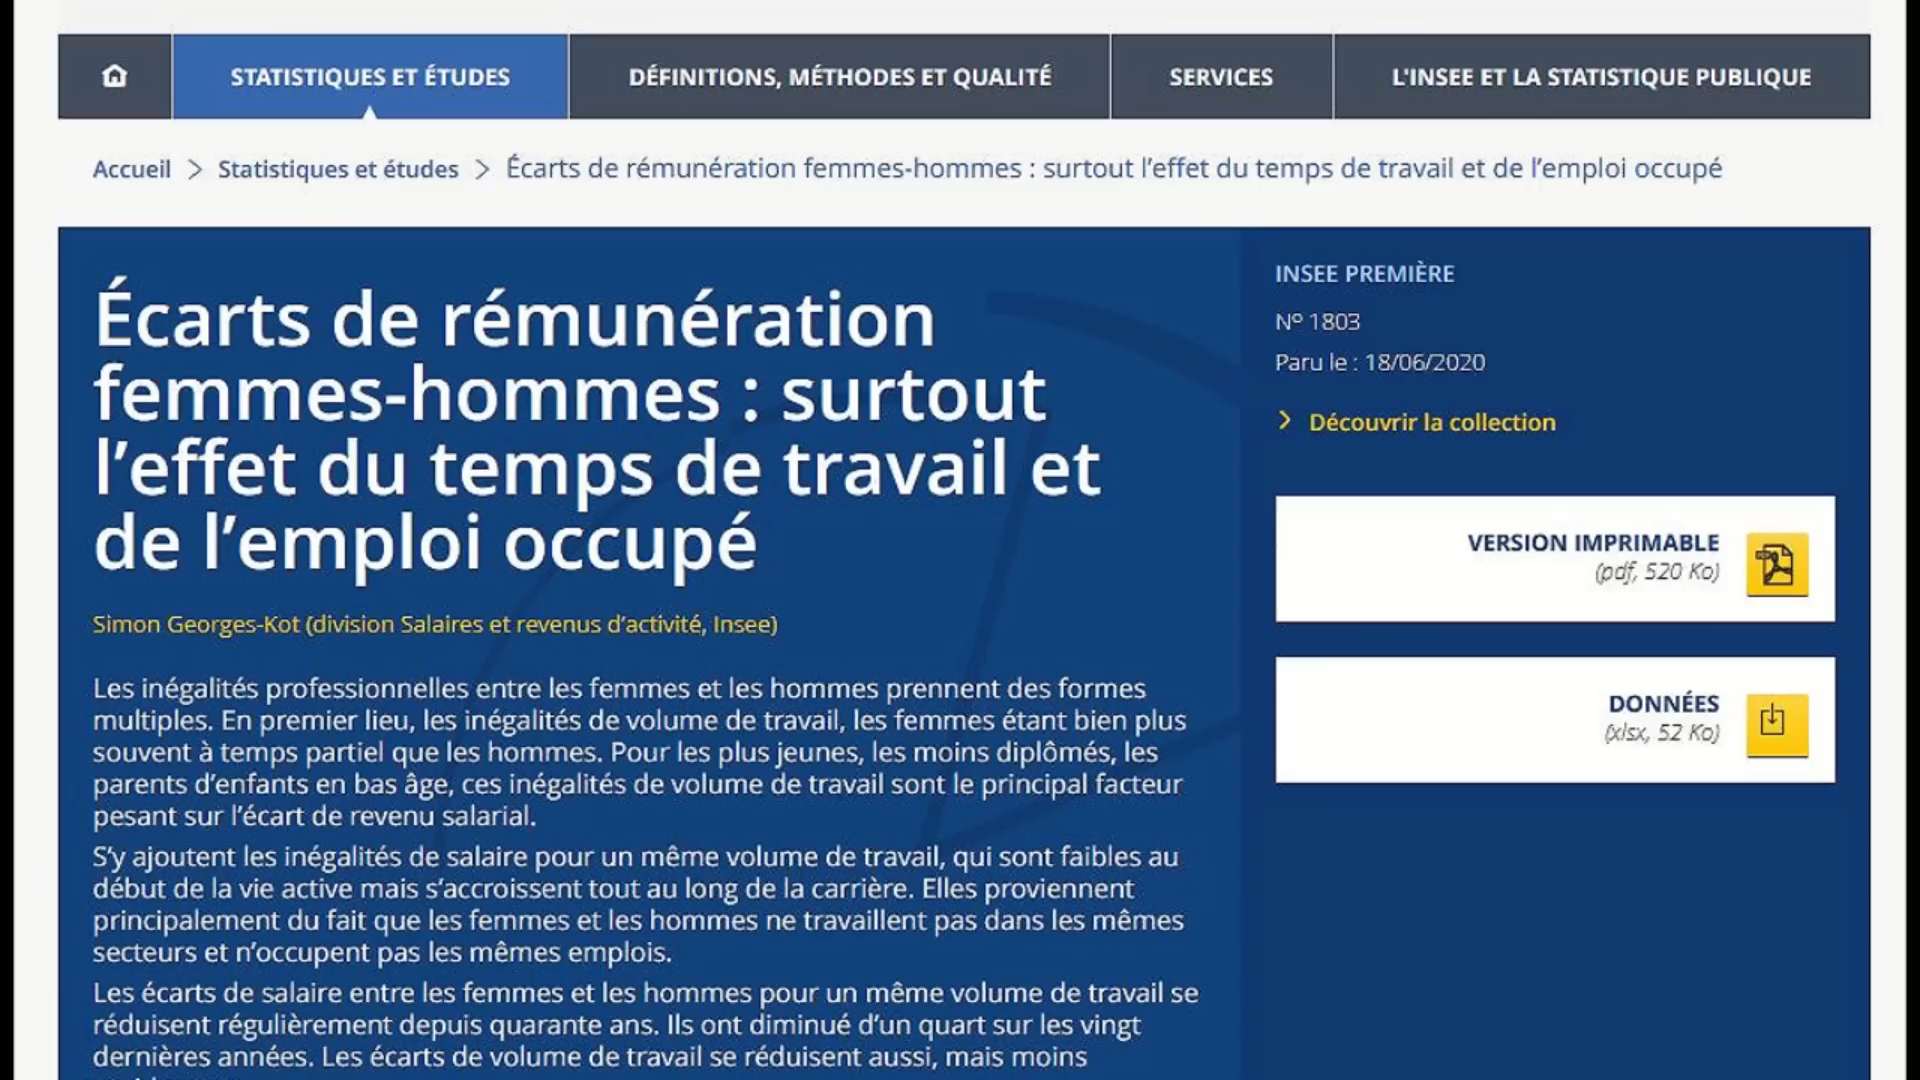 STATISTIQUES ET ÉTUDES
DÉFINITIONS, MÉTHODES ET QUALITÉ
SERVICES
L'INSEE ET LA STATISTIQUE PUBLIQUE
Accueil > Statistiques et études > Écarts de rémunération femmes-hommes : surtout l’effet du temps de travail et de l’emploi occupé
Écarts de rémunération
femmes-hommes : surtout
l’effet du temps de travail et
de l’emploi occupé
Simon Georges-Kot (division Salaires et revenus d’activité, Insee)
Les inégalités professionnelles entre les femmes et les hommes prennent des formes
multiples. En premier lieu, les inégalités de volume de travail, les femmes étant bien plus
souvent à temps partiel que les hommes. Pour les plus jeunes, les moins diplômés, les
parents d’enfants en bas âge, ces inégalités de volume de travail sont le principal facteur
pesant sur l’écart de revenu salarial.
S’y ajoutent les inégalités de salaire pour un même volume de travail, qui sont faibles au
début de la vie active mais s’accroissent tout au long de la carrière. Elles proviennent
principalement du fait que les femmes et les hommes ne travaillent pas dans les mêmes
secteurs et n’occupent pas les mêmes emplois.
Les écarts de salaire entre les femmes et les hommes pour un même volume de travail se
réduisent régulièrement depuis quarante ans. Ils ont diminué d’un quart sur les vingt
dernières années. Les écarts de volume de travail se réduisent aussi, mais moins
INSEE PREMIÈRE
Nº 1803
Paru le : 18/06/2020
> Découvrir la collection
VERSION IMPRIMABLE
(pdf, 520 Ko)
DONNÉES
(xlsx, 52 Ko)